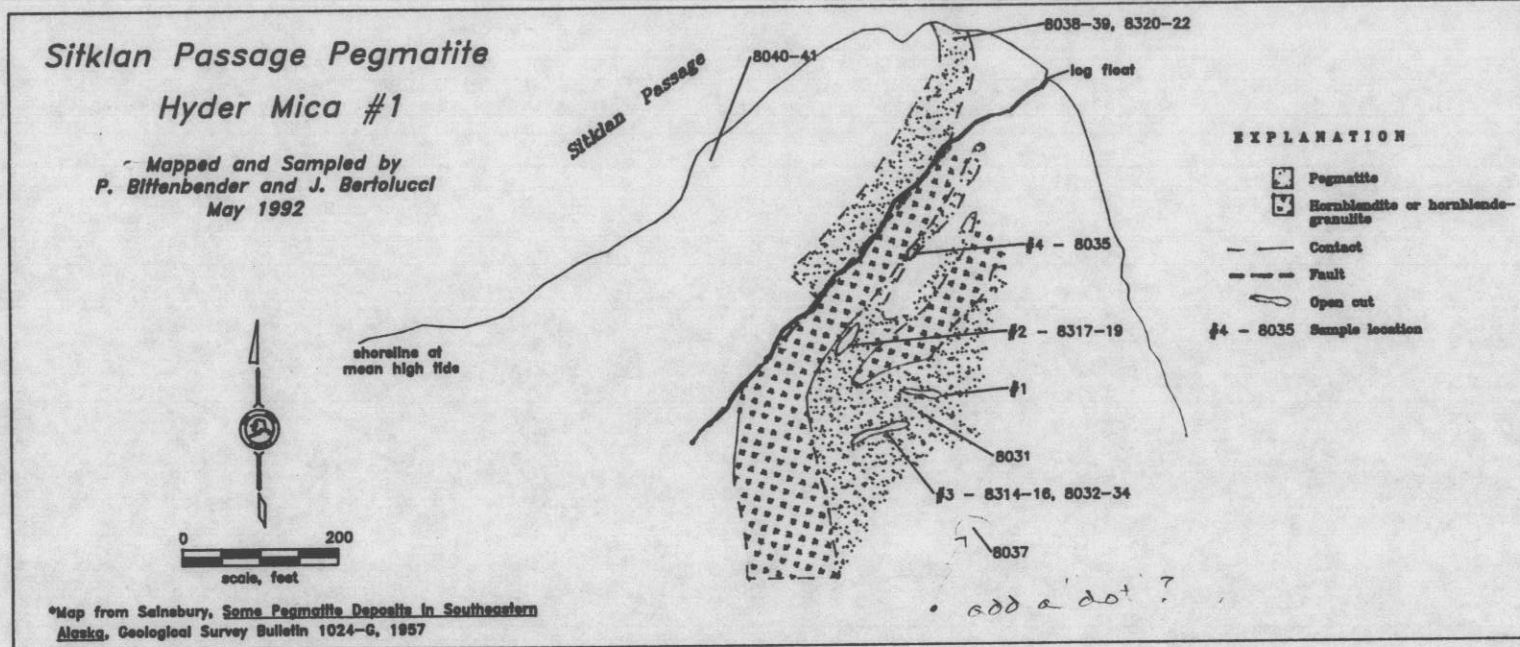 Sitklan Passage Pegmatite
Hyder Mica #1
Mapped and Sampled by
P. Bittenbender and J. Bertolucci
May 1992
Sitklan Passage
8040-41
8038-39, 8320-22
log float
EXPLANATION
Pegmatite
Hornblendite or hornblende-
granulite
Contact
Fault
Open cut
#4 - 8035 Sample location
#4 - 8035
#2 - 8317-19
#1
8031
#3 - 8314-16, 8032-34
8037
shoreline at
mean high tide
0 200
scale, feet
• add a 'dot' ?
*Map from Sainsbury, Some Pegmatite Deposits in Southeastern
Alaska, Geological Survey Bulletin 1024-G, 1957